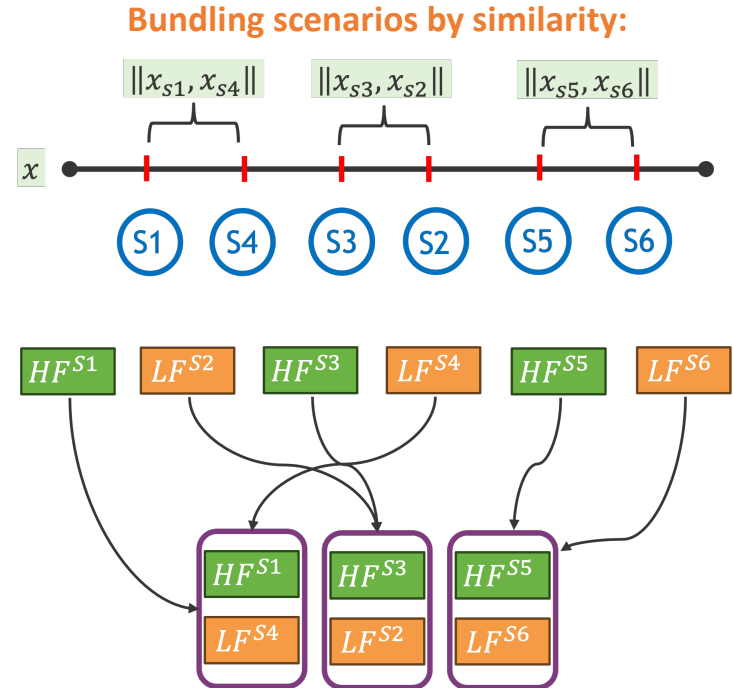 Bundling scenarios by similarity:
||x_{s1}, x_{s4}|| ||x_{s3}, x_{s2}|| ||x_{s5}, x_{s6}||
x
S1 S4 S3 S2 S5 S6
HF^{S1} LF^{S2} HF^{S3} LF^{S4} HF^{S5} LF^{S6}
HF^{S1} HF^{S3} HF^{S5}
LF^{S4} LF^{S2} LF^{S6}